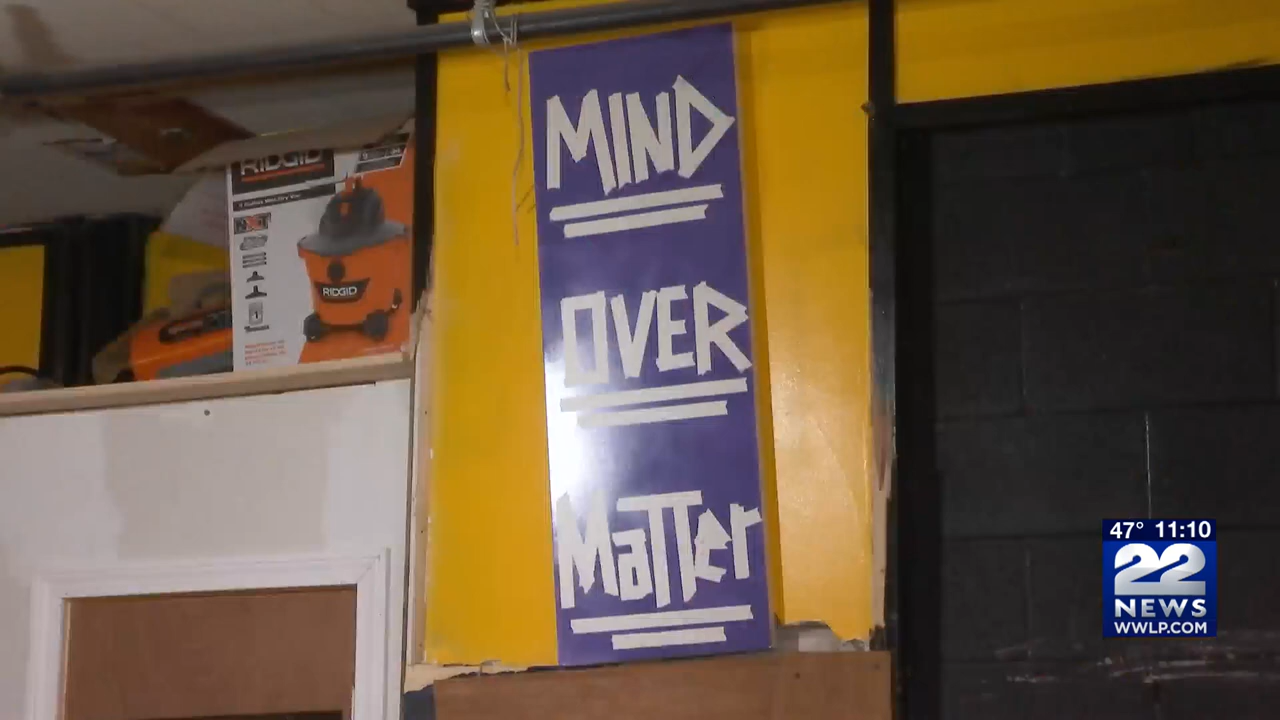 MIND
OVER
Matter
RIDGID
RIDGID
47° 11:10
22
NEWS
WWLP.COM